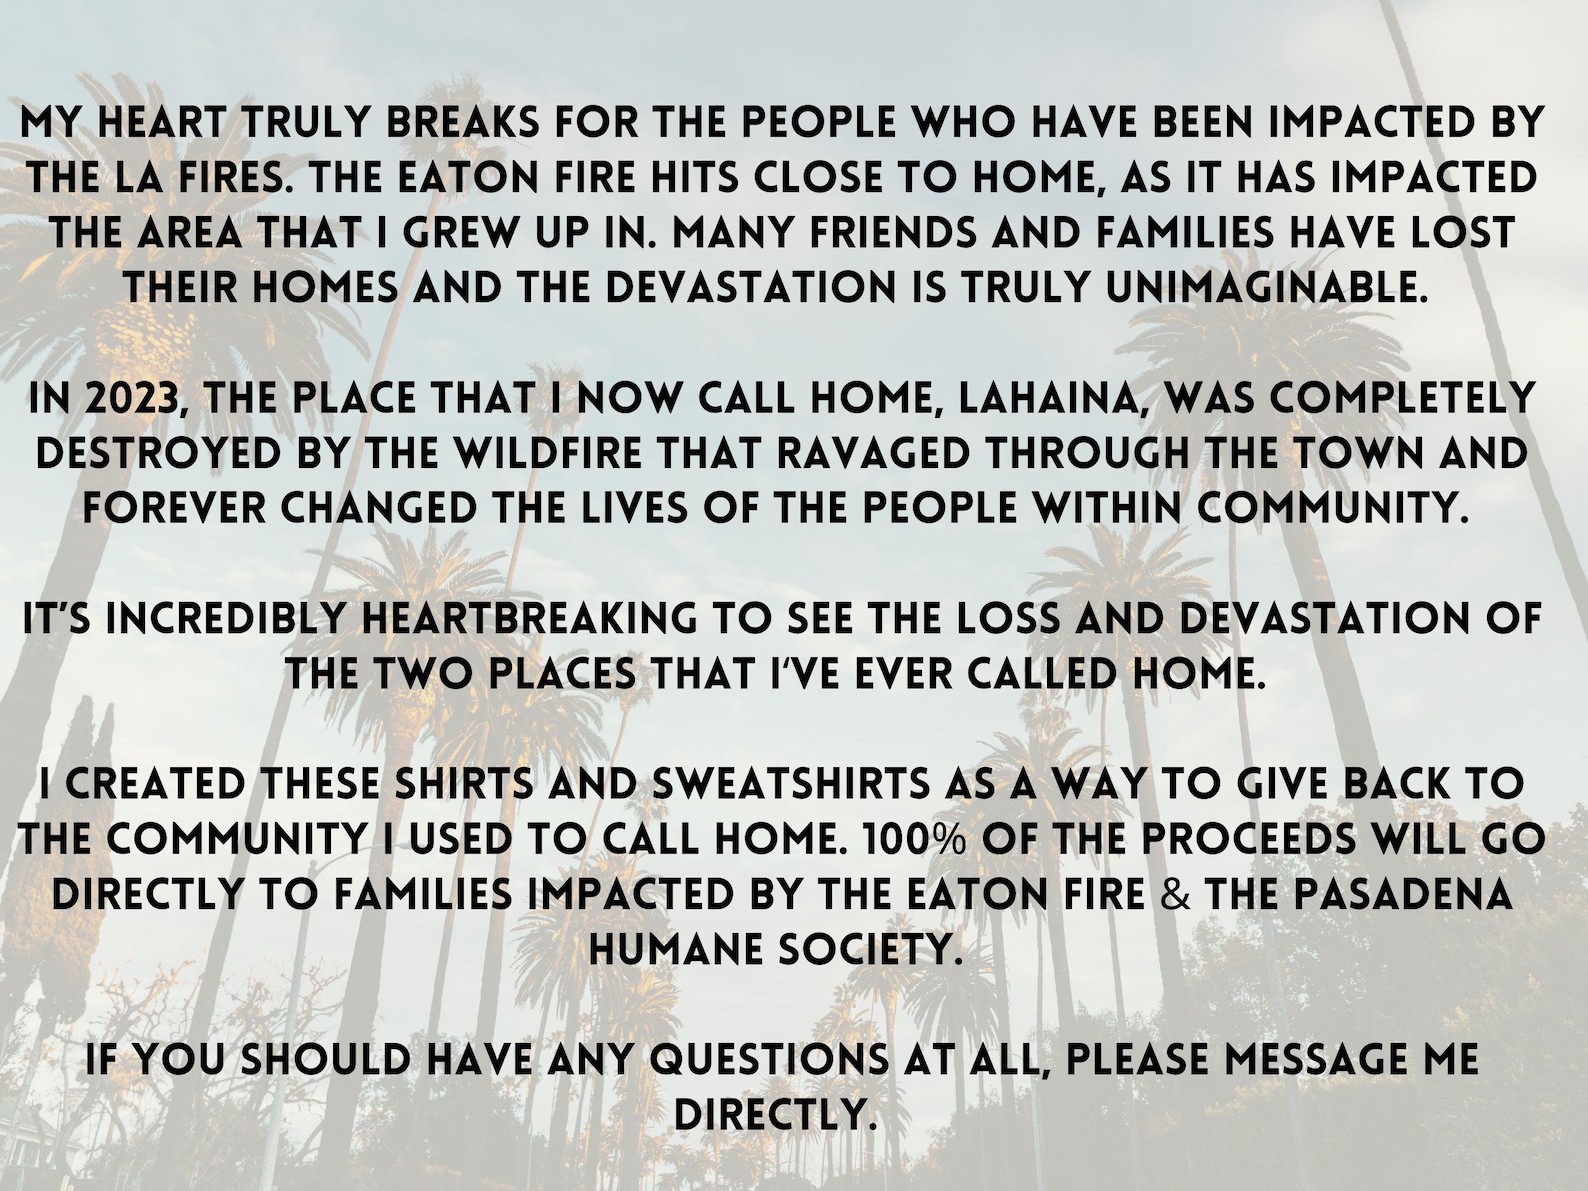 MY HEART TRULY BREAKS FOR THE PEOPLE WHO HAVE BEEN IMPACTED BY
THE LA FIRES. THE EATON FIRE HITS CLOSE TO HOME, AS IT HAS IMPACTED
THE AREA THAT I GREW UP IN. MANY FRIENDS AND FAMILIES HAVE LOST
THEIR HOMES AND THE DEVASTATION IS TRULY UNIMAGINABLE.
IN 2023, THE PLACE THAT I NOW CALL HOME, LAHAINA, WAS COMPLETELY
DESTROYED BY THE WILDFIRE THAT RAVAGED THROUGH THE TOWN AND
FOREVER CHANGED THE LIVES OF THE PEOPLE WITHIN COMMUNITY.
IT’S INCREDIBLY HEARTBREAKING TO SEE THE LOSS AND DEVASTATION OF
THE TWO PLACES THAT I‘VE EVER CALLED HOME.
I CREATED THESE SHIRTS AND SWEATSHIRTS AS A WAY TO GIVE BACK TO
THE COMMUNITY I USED TO CALL HOME. 100% OF THE PROCEEDS WILL GO
DIRECTLY TO FAMILIES IMPACTED BY THE EATON FIRE & THE PASADENA
HUMANE SOCIETY.
IF YOU SHOULD HAVE ANY QUESTIONS AT ALL, PLEASE MESSAGE ME
DIRECTLY.